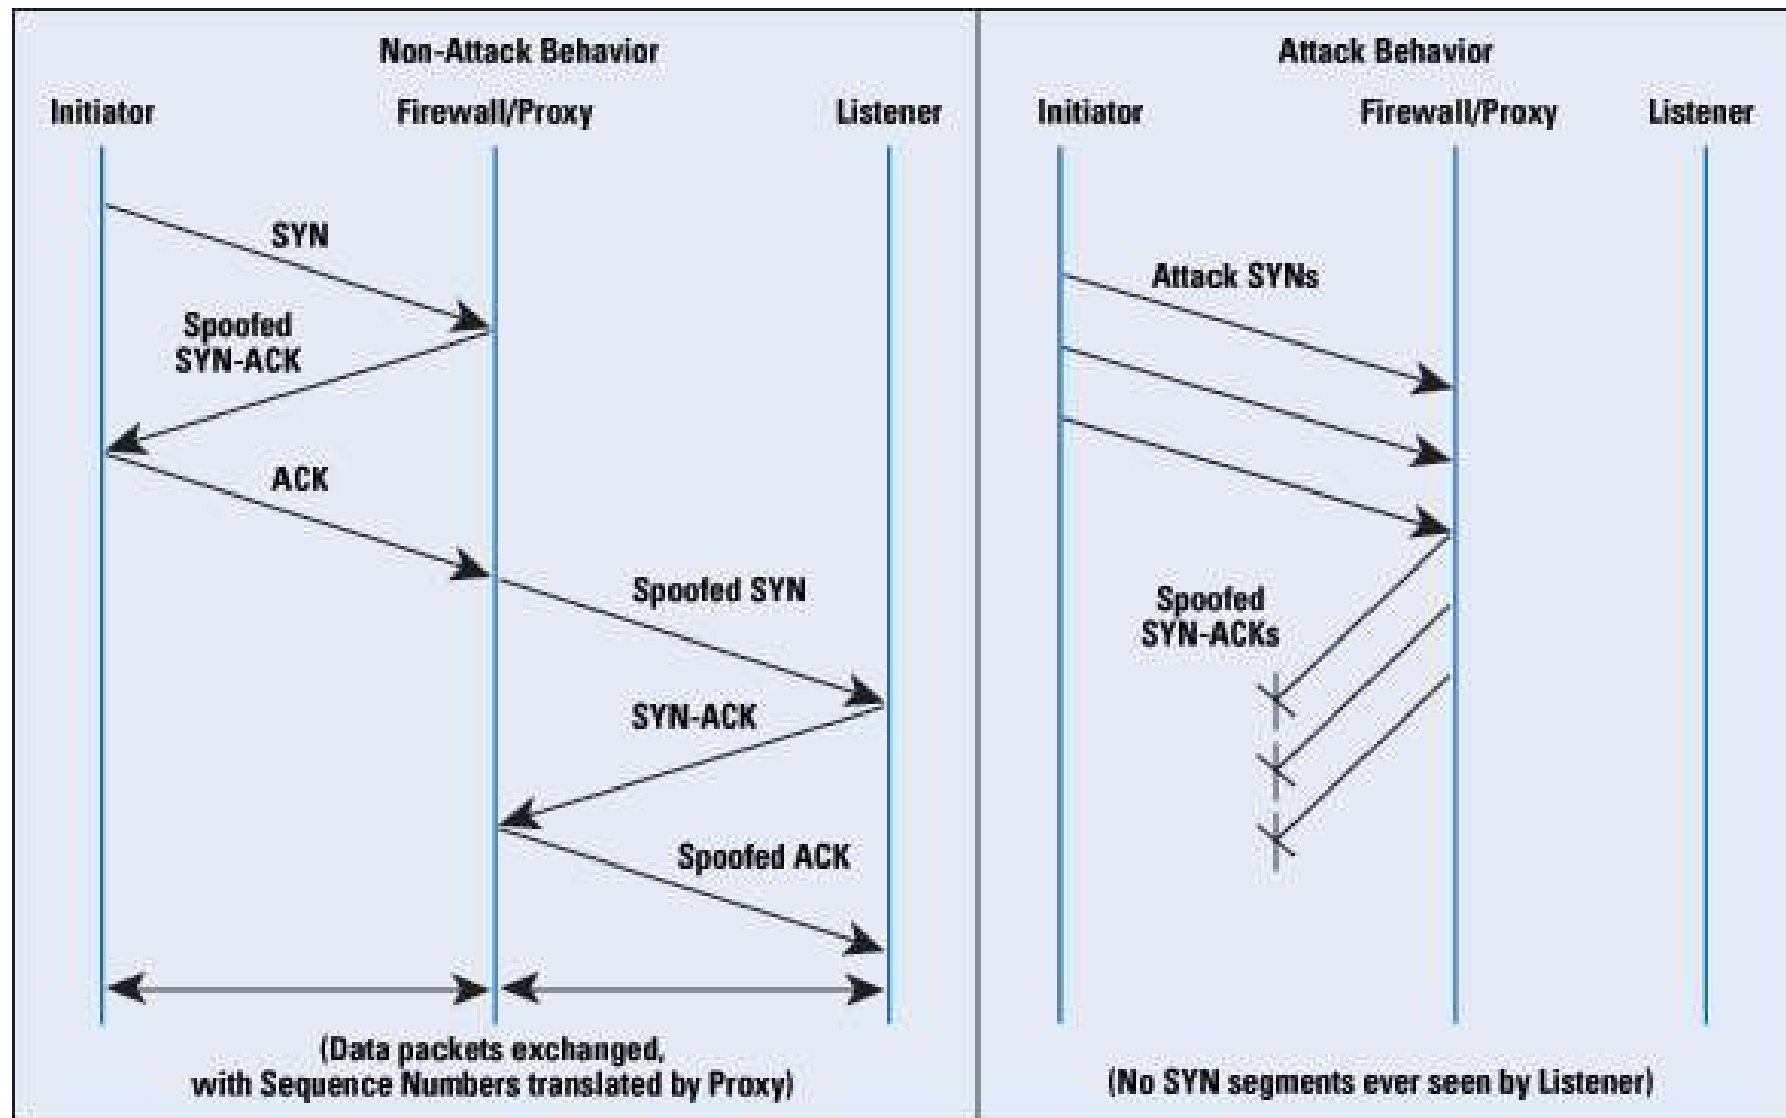 Non-Attack Behavior
Initiator
Firewall/Proxy
Listener
SYN
Spoofed
SYN-ACK
ACK
Spoofed SYN
SYN-ACK
Spoofed ACK
(Data packets exchanged,
with Sequence Numbers translated by Proxy)
Attack Behavior
Initiator
Firewall/Proxy
Listener
Attack SYNs
Spoofed
SYN-ACKs
(No SYN segments ever seen by Listener)